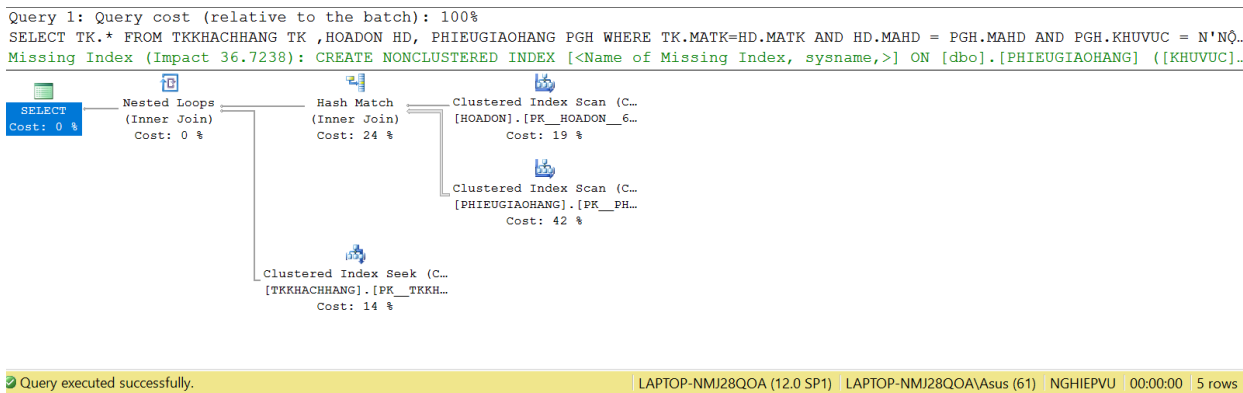 Query 1: Query cost (relative to the batch): 100%
SELECT TK.* FROM TKKHACHHANG TK ,HOADON HD, PHIEUGIAOHANG PGH WHERE TK.MATK=HD.MATK AND HD.MAHD = PGH.MAHD AND PGH.KHUVUC = N'NỘ…
Missing Index (Impact 36.7238): CREATE NONCLUSTERED INDEX [<Name of Missing Index, sysname,>] ON [dbo].[PHIEUGIAOHANG] ([KHUVUC]…
SELECT
Cost: 0 %
Nested Loops
(Inner Join)
Cost: 0 %
Hash Match
(Inner Join)
Cost: 24 %
Clustered Index Scan (C…
[HOADON].[PK__HOADON__6…
Cost: 19 %
Clustered Index Scan (C…
[PHIEUGIAOHANG].[PK__PH…
Cost: 42 %
Clustered Index Seek (C…
[TKKHACHHANG].[PK__TKKH…
Cost: 14 %
Query executed successfully.
LAPTOP-NMJ28QOA (12.0 SP1)
LAPTOP-NMJ28QOA\Asus (61)
NGHIEPVU
00:00:00
5 rows